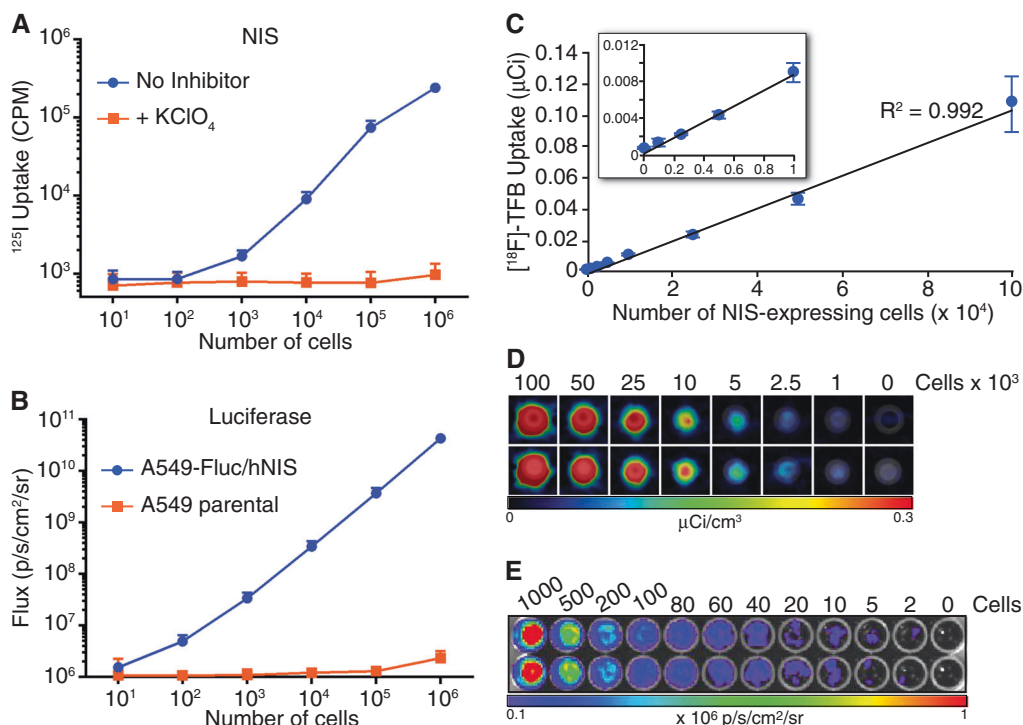 A
NIS
10⁶
10⁵
10⁴
10³
¹²⁵I Uptake (CPM)
No Inhibitor
+ KClO₄
10¹ 10² 10³ 10⁴ 10⁵ 10⁶
Number of cells
B
Luciferase
10¹¹
10¹⁰
10⁹
10⁸
10⁷
10⁶
Flux (p/s/cm²/sr)
A549-Fluc/hNIS
A549 parental
10¹ 10² 10³ 10⁴ 10⁵ 10⁶
Number of cells
C
0.14
0.12
0.10
0.08
0.06
0.04
0.02
0
[¹⁸F]-TFB Uptake (μCi)
0.012
0.008
0.004
0
0 0.2 0.4 0.6 0.8 1
R² = 0.992
0 2 4 6 8 10
Number of NIS-expressing cells (x 10⁴)
D
100 50 25 10 5 2.5 1 0 Cells x 10³
0 0.3
μCi/cm³
E
1000 500 200 100 80 60 40 20 10 5 2 0 Cells
0.1 1
x 10⁶ p/s/cm²/sr